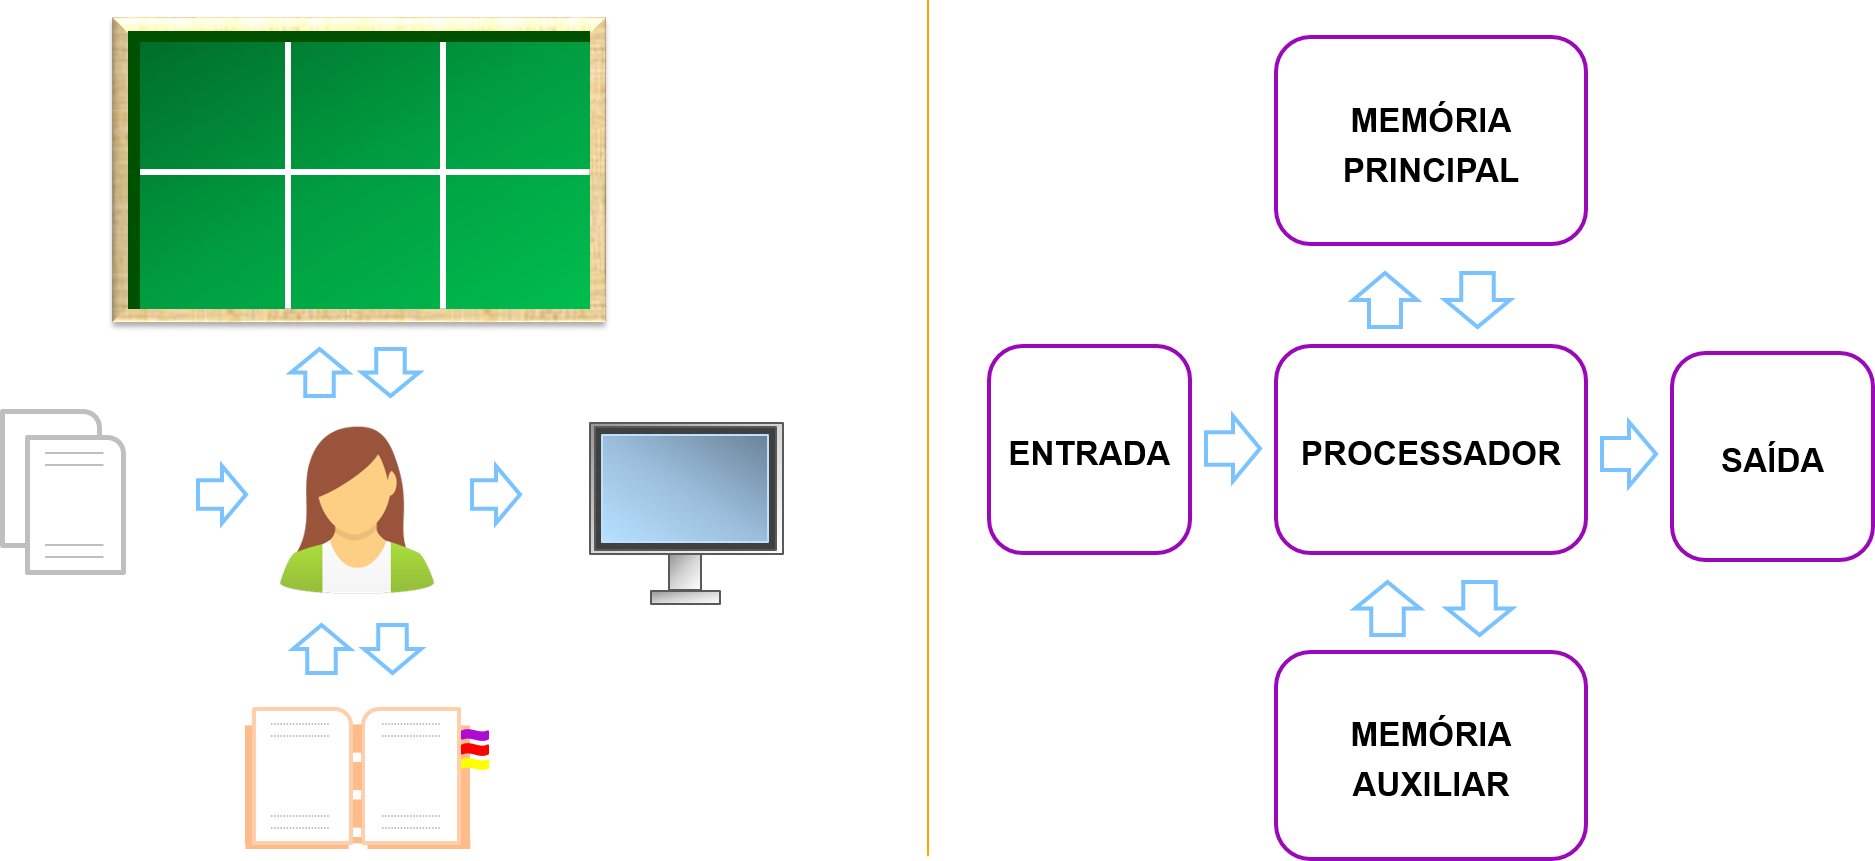 MEMÓRIA
PRINCIPAL
ENTRADA
PROCESSADOR
SAÍDA
MEMÓRIA
AUXILIAR